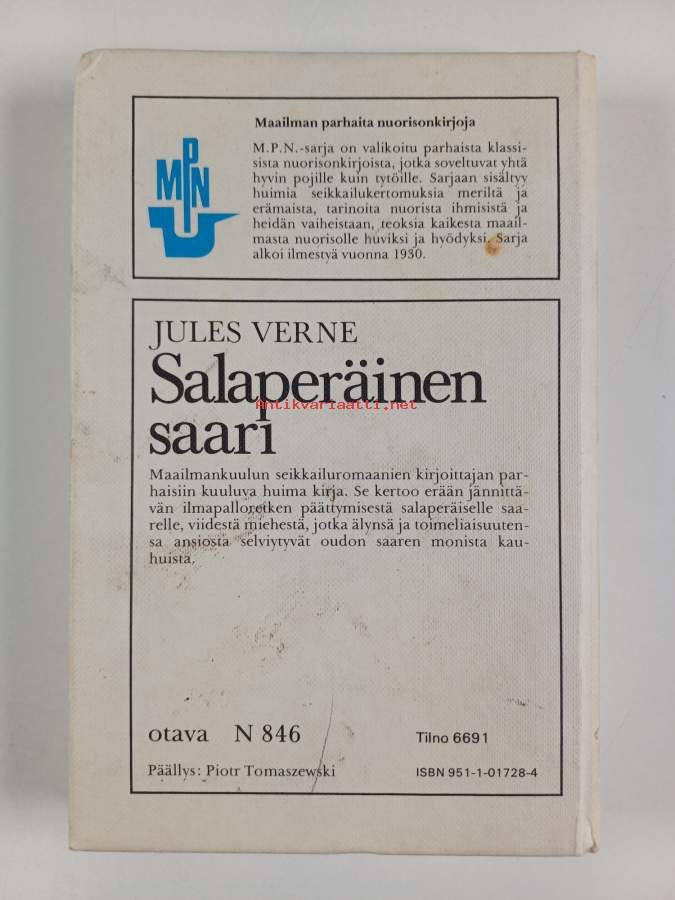 Maailman parhaita nuorisonkirjoja
MPN
M.P.N.-sarja on valikoitu parhaista klassi-
sista nuorisonkirjoista, jotka soveltuvat yhtä
hyvin pojille kuin tytöille. Sarjaan sisältyy
huimia seikkailukertomuksia meriltä ja
erämaista, tarinoita nuorista ihmisistä ja
heidän vaiheistaan, teoksia kaikesta maail-
masta nuorisolle huviksi ja hyödyksi. Sarja
alkoi ilmestyä vuonna 1930.
JULES VERNE
Salaperäinen
Antikvariaatti.net
saari
Maailmankuulun seikkailuromaanien kirjoittajan par-
haisiin kuuluva huima kirja. Se kertoo erään jännittä-
vän ilmapalloretken päättymisestä salaperäiselle saa-
relle, viidestä miehestä, jotka älynsä ja toimeliaisuuten-
sa ansiosta selviytyvät oudon saaren monista kau-
huista.
otava N 846
Tilno 6691
Päällys: Piotr Tomaszewski
ISBN 951-1-01728-4